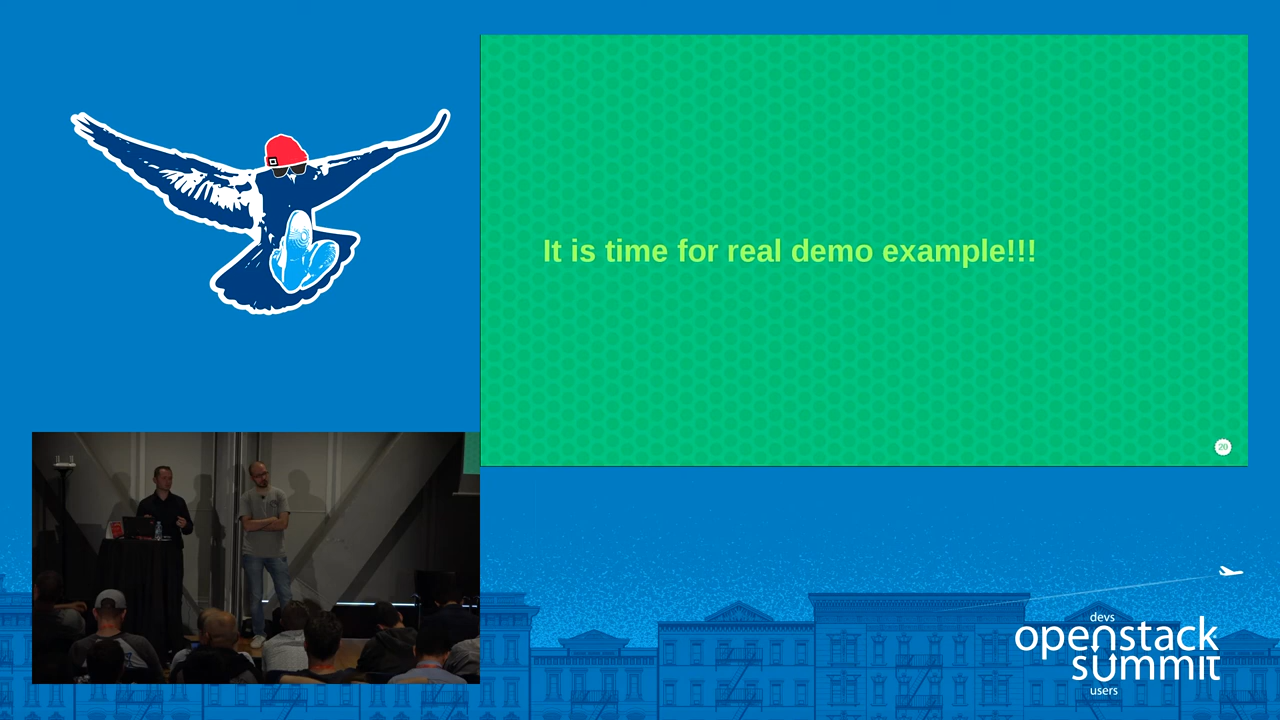 It is time for real demo example!!!
20
devs
openstack
summit
users